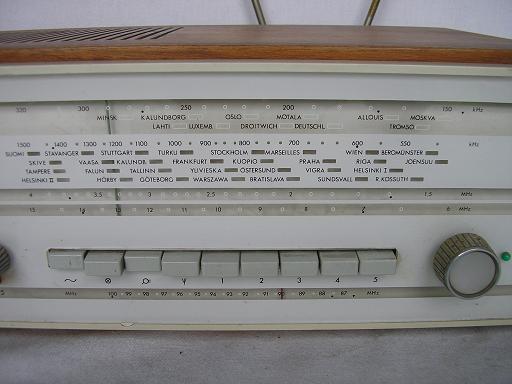 320 300 250 200 150 kHz
MINSK KALUNDBORG OSLO MOTALA ALLOUIS MOSKVA
LAHTI LUXEMB. DROITWICH DEUTSCHL. TROMSO
1500 1400 1300 1200 1100 1000 900 800 700 600 550 kHz
SUOMI STAVANGER STUTTGART TURKU STOCKHOLM MARSEILLES WIEN BEROMÜNSTER
SKIVE VAASA KALUNDB. FRANKFURT KUOPIO PRAHA RIGA JOENSUU
TAMPERE FALUN TALLINN YLIVIESKA ÖSTERSUND VIGRA HELSINKI I
HELSINKI II HÖRBY GÖTEBORG WARSZAWA BRATISLAVA SUNDSVALL R.KOSSUTH
4 3,5 3 2,5 2 1,5 MHz
15 14 13 12 11 10 9 8 7 6 MHz
~ 1 2 3 4 5
MHz 100 99 98 97 96 95 94 93 92 91 89 88 87 MHz